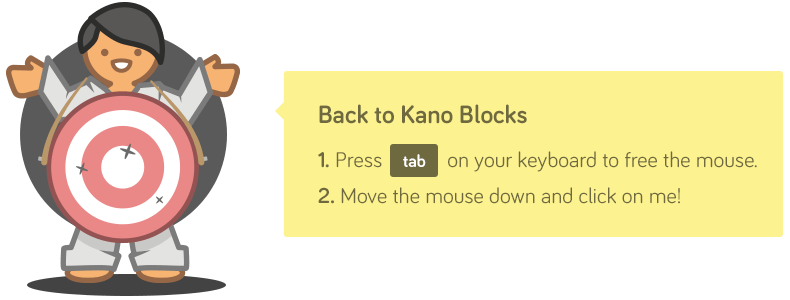 Back to Kano Blocks
1. Press tab on your keyboard to free the mouse.
2. Move the mouse down and click on me!